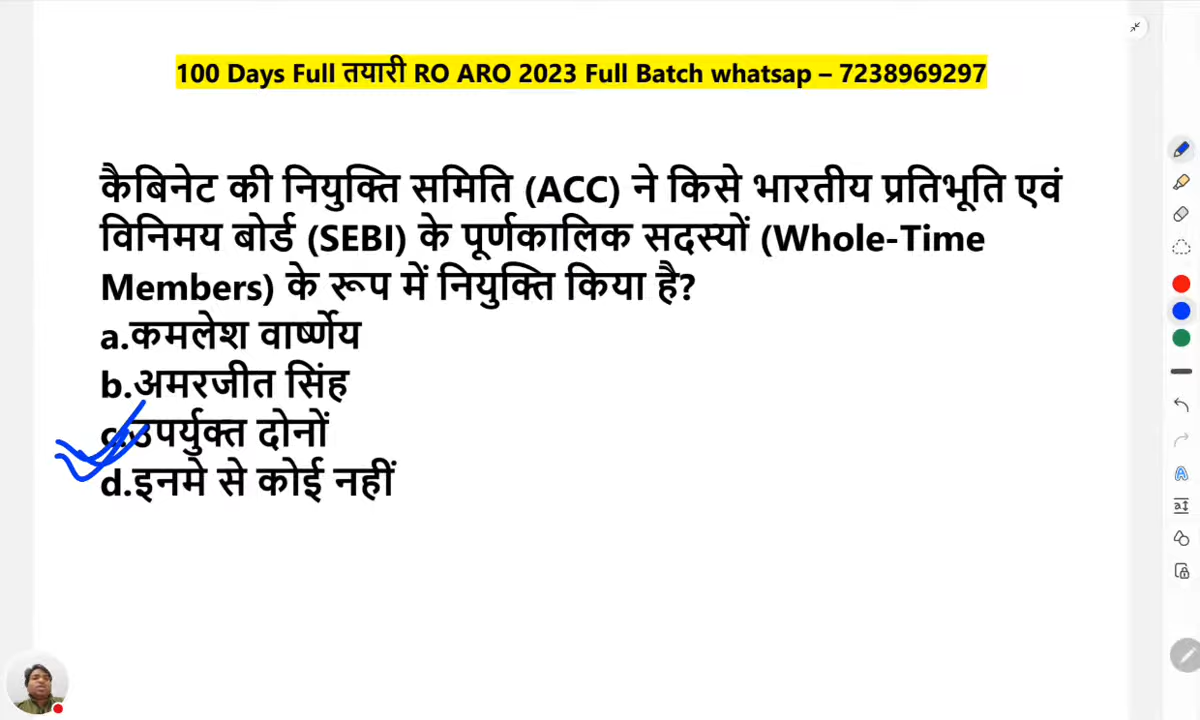 100 Days Full तयारी RO ARO 2023 Full Batch whatsap – 7238969297
कैबिनेट की नियुक्ति समिति (ACC) ने किसे भारतीय प्रतिभूति एवं
विनिमय बोर्ड (SEBI) के पूर्णकालिक सदस्यों (Whole-Time
Members) के रूप में नियुक्ति किया है?
a.कमलेश वार्ष्णेय
b.अमरजीत सिंह
c.उपर्युक्त दोनों
d.इनमे से कोई नहीं